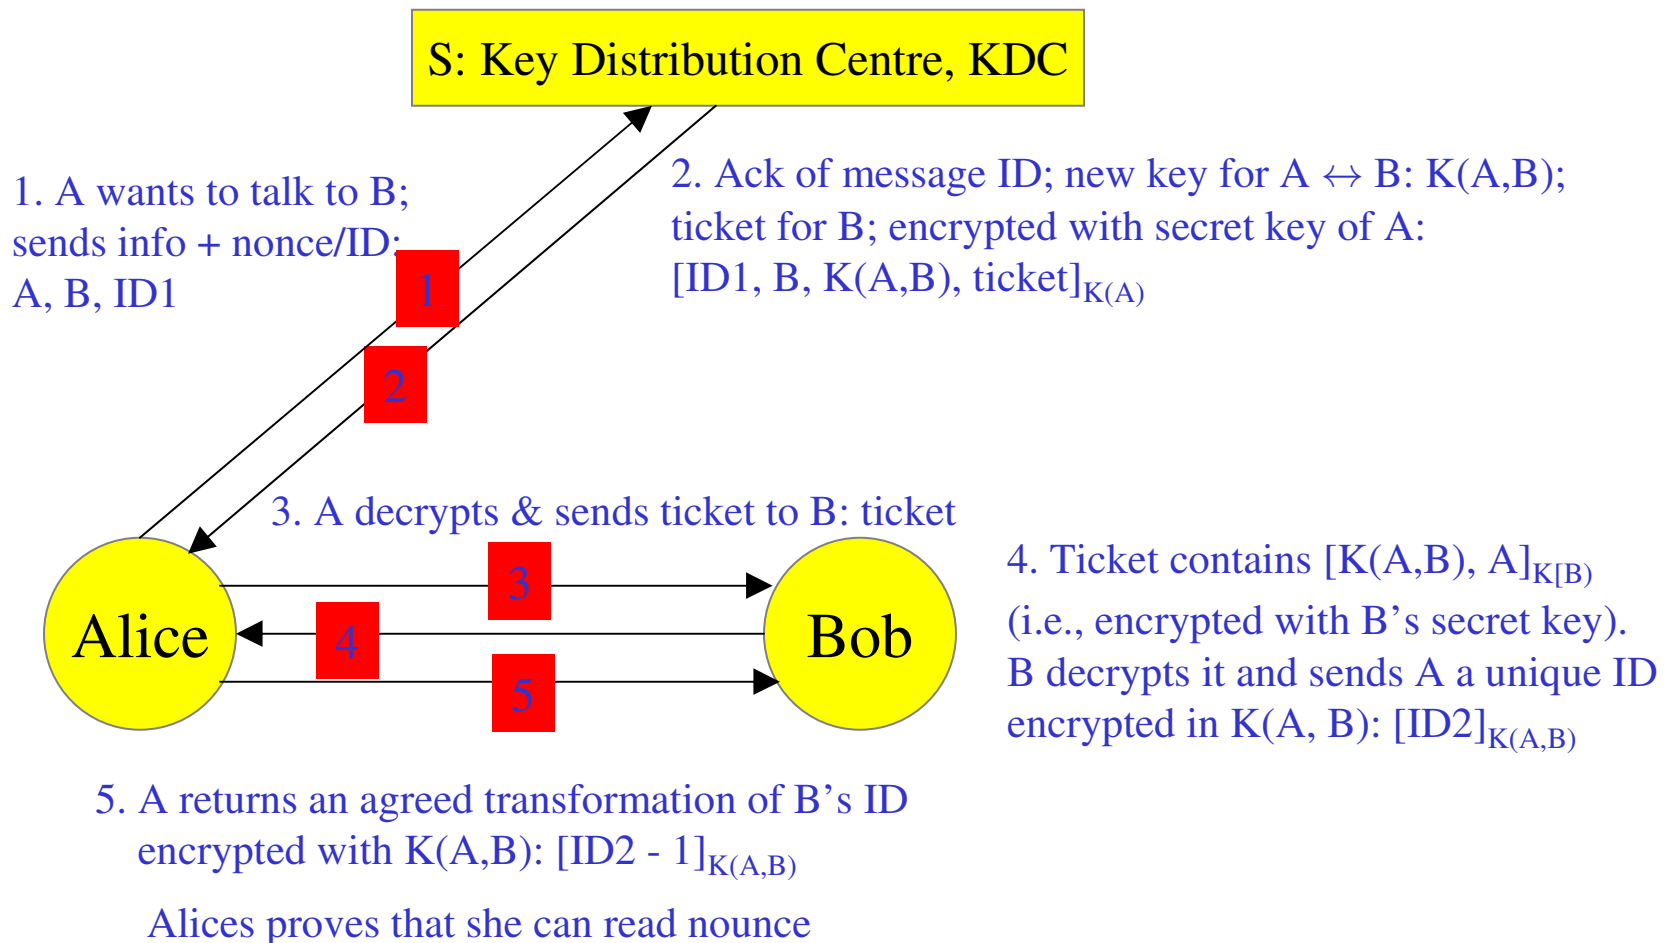 S: Key Distribution Centre, KDC
1. A wants to talk to B;
sends info + nonce/ID:
A, B, ID1
2. Ack of message ID; new key for A ↔ B: K(A,B);
ticket for B; encrypted with secret key of A:
[ID1, B, K(A,B), ticket]K(A)
1
2
3. A decrypts & sends ticket to B: ticket
3
Alice
4
Bob
5
4. Ticket contains [K(A,B), A]K[B)
(i.e., encrypted with B’s secret key).
B decrypts it and sends A a unique ID
encrypted in K(A, B): [ID2]K(A,B)
5. A returns an agreed transformation of B’s ID
encrypted with K(A,B): [ID2 - 1]K(A,B)
Alices proves that she can read nounce